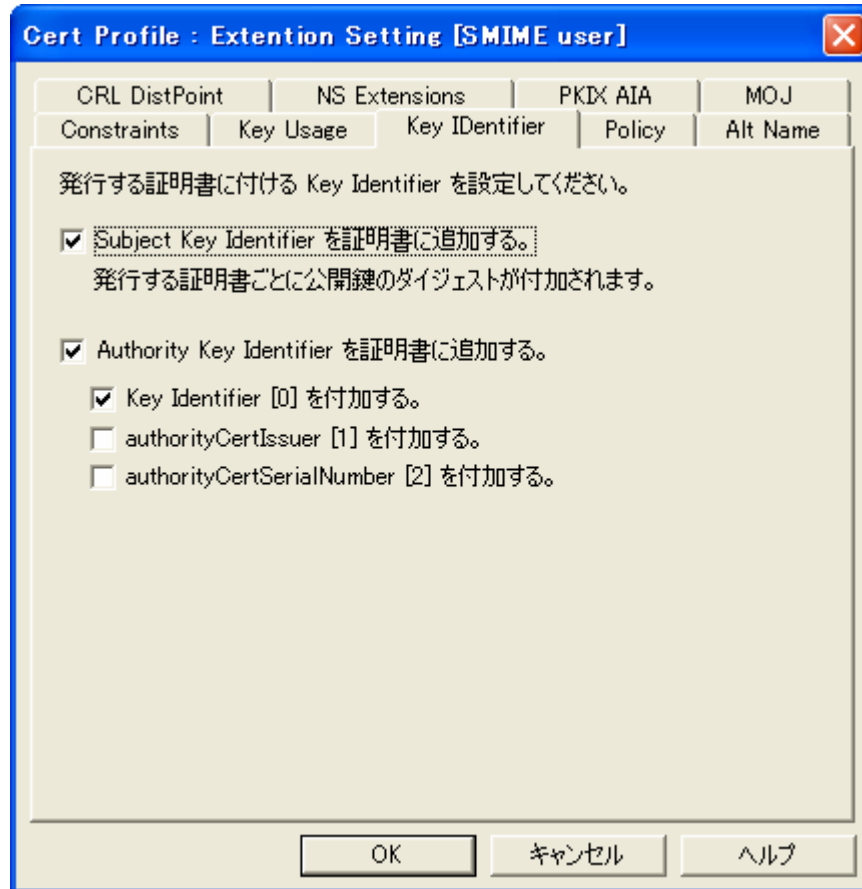 Cert Profile : Extention Setting [SMIME user]
CRL DistPoint NS Extensions PKIX AIA MOJ
Constraints Key Usage Key IDentifier Policy Alt Name
発行する証明書に付ける Key Identifier を設定してください。
Subject Key Identifier を証明書に追加する。
発行する証明書ごとに公開鍵のダイジェストが付加されます。
Authority Key Identifier を証明書に追加する。
Key Identifier [0] を付加する。
authorityCertIssuer [1] を付加する。
authorityCertSerialNumber [2] を付加する。
OK キャンセル ヘルプ